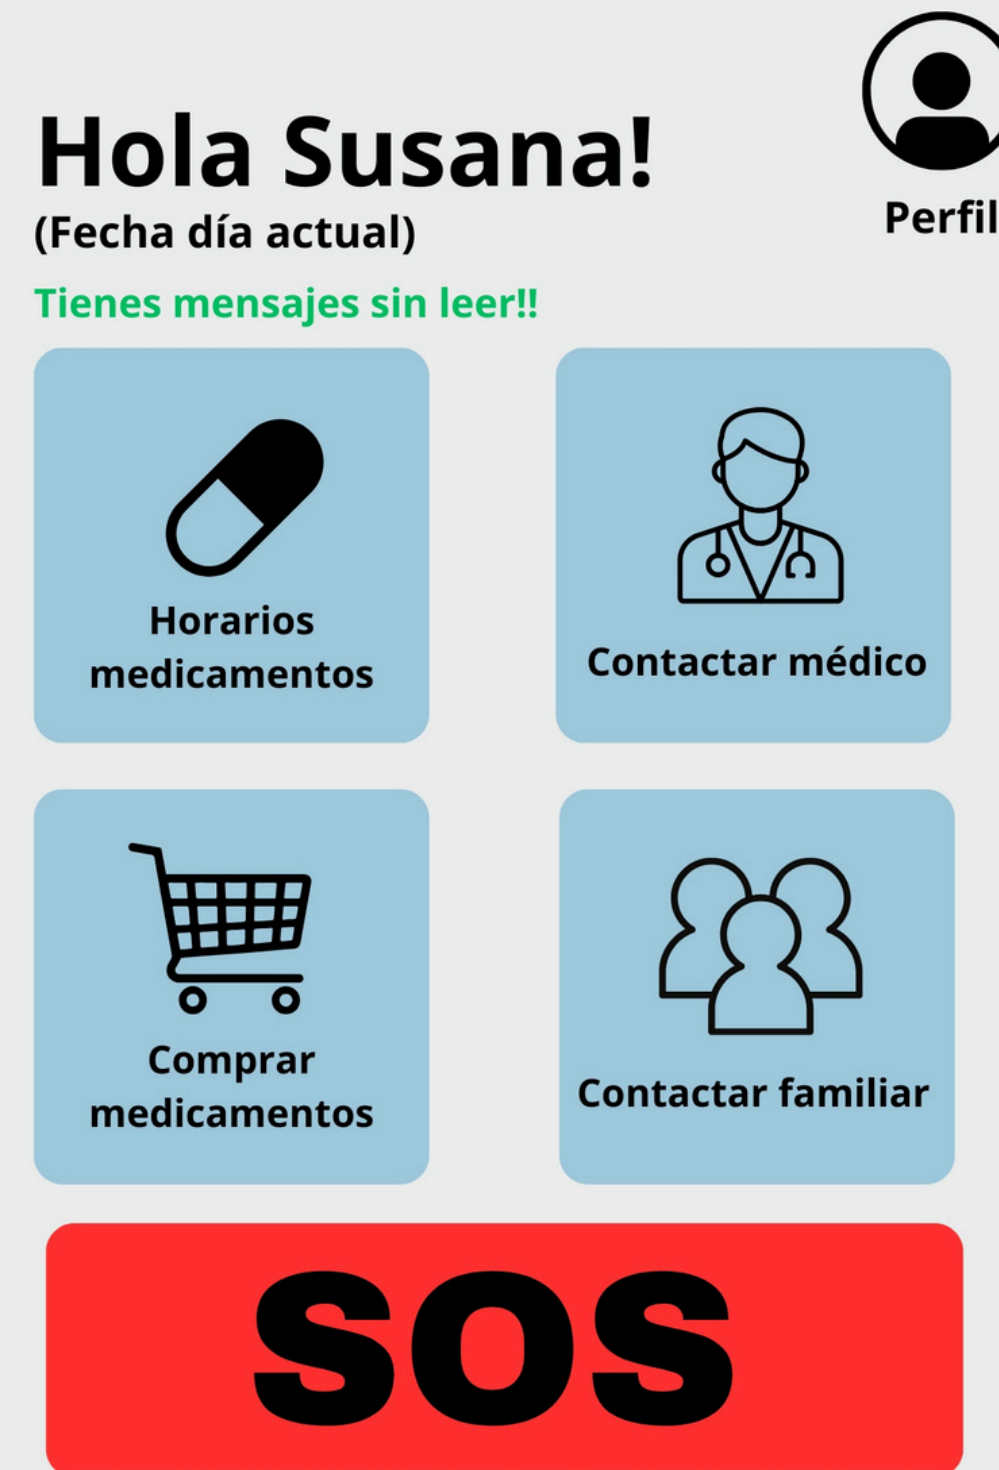 Hola Susana!
Perfil
(Fecha día actual)
Tienes mensajes sin leer!!
Horarios
medicamentos
Contactar médico
Comprar
medicamentos
Contactar familiar
SOS